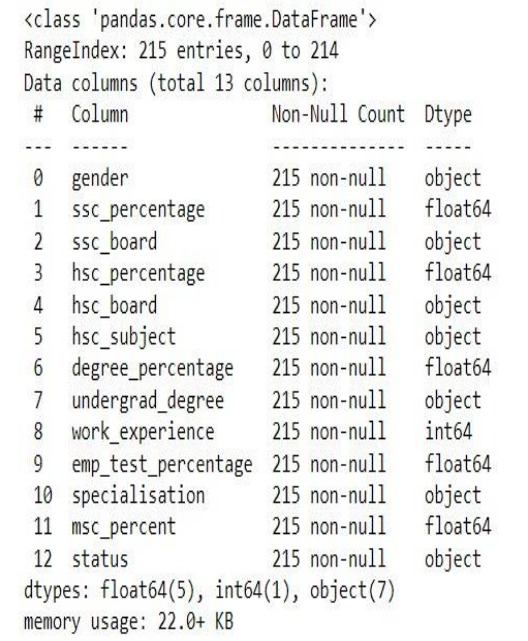 <class 'pandas.core.frame.DataFrame'>
RangeIndex: 215 entries, 0 to 214
Data columns (total 13 columns):
 #   Column               Non-Null Count  Dtype
---  ------               --------------  -----
 0   gender               215 non-null    object
 1   ssc_percentage       215 non-null    float64
 2   ssc_board            215 non-null    object
 3   hsc_percentage       215 non-null    float64
 4   hsc_board            215 non-null    object
 5   hsc_subject          215 non-null    object
 6   degree_percentage    215 non-null    float64
 7   undergrad_degree     215 non-null    object
 8   work_experience      215 non-null    int64
 9   emp_test_percentage  215 non-null    float64
 10  specialisation       215 non-null    object
 11  msc_percent          215 non-null    float64
 12  status               215 non-null    object
dtypes: float64(5), int64(1), object(7)
memory usage: 22.0+ KB